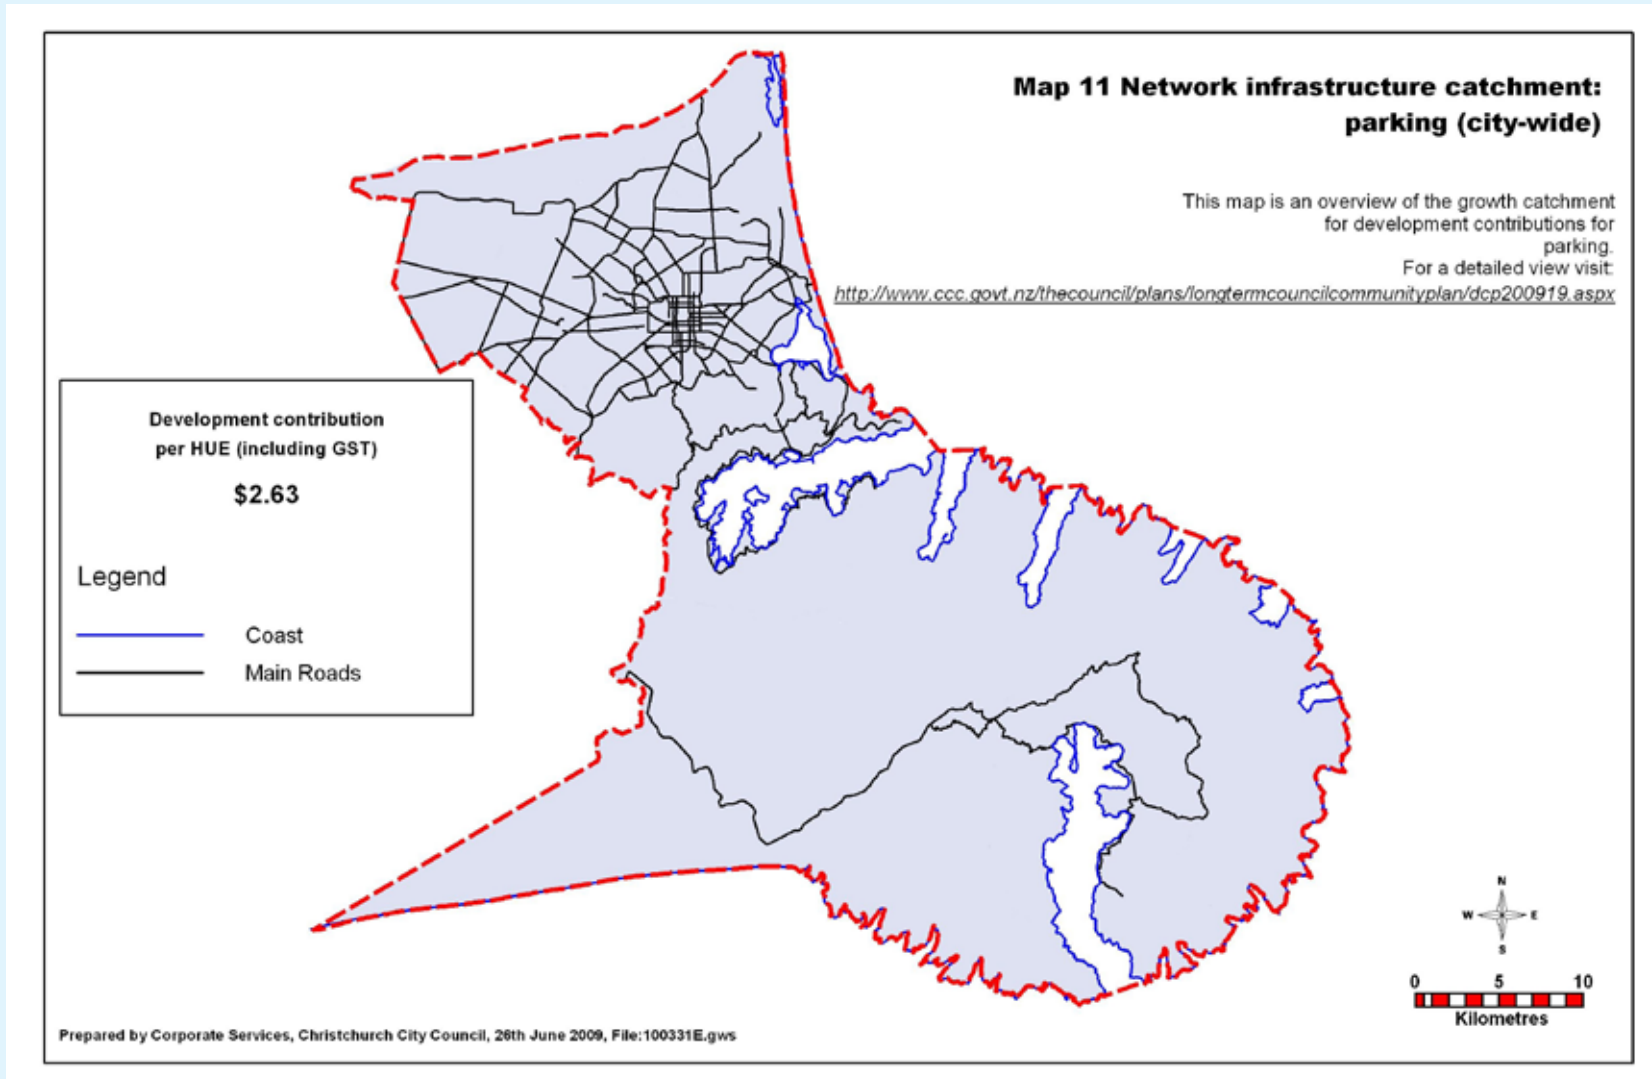 Map 11 Network infrastructure catchment:
parking (city-wide)
This map is an overview of the growth catchment
for development contributions for
parking.
For a detailed view visit:
http://www.ccc.govt.nz/thecouncil/plans/longtermcouncilcommunityplan/dcp200919.aspx
Development contribution
per HUE (including GST)
$2.63
Legend
Coast
Main Roads
N
W E
S
0 5 10
Kilometres
Prepared by Corporate Services, Christchurch City Council, 26th June 2009, File:100331E.gws